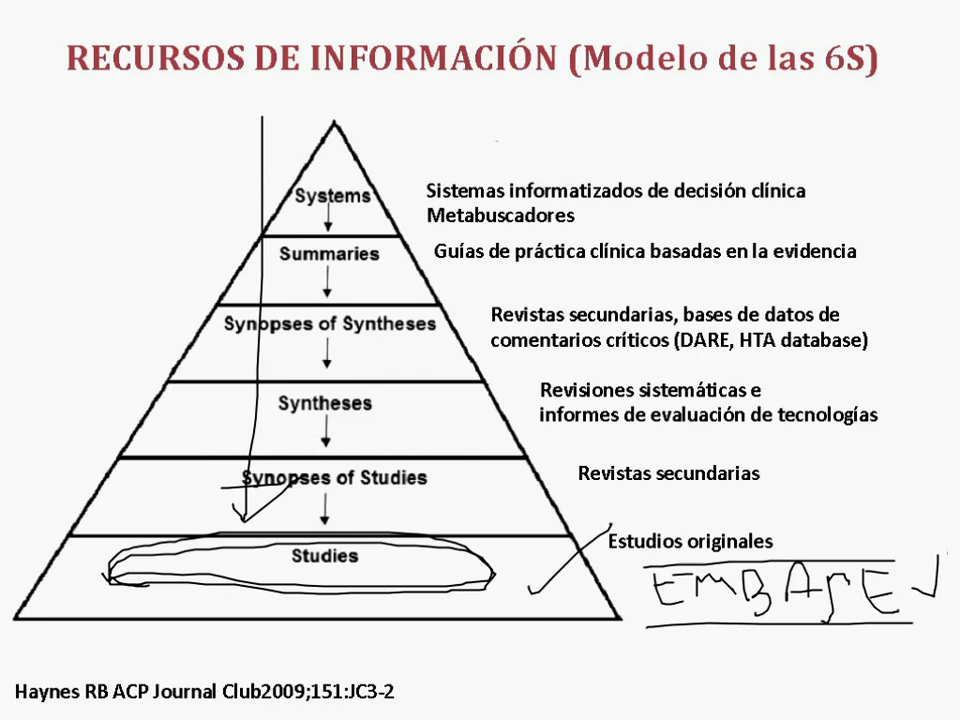 RECURSOS DE INFORMACIÓN (Modelo de las 6S)
Systems
Sistemas informatizados de decisión clínica
Metabuscadores
Summaries
Guías de práctica clínica basadas en la evidencia
Synopses of Syntheses
Revistas secundarias, bases de datos de
comentarios críticos (DARE, HTA database)
Syntheses
Revisiones sistemáticas e
informes de evaluación de tecnologías
Synopses of Studies
Revistas secundarias
Studies
Estudios originales
EMBASE
Haynes RB ACP Journal Club2009;151:JC3-2